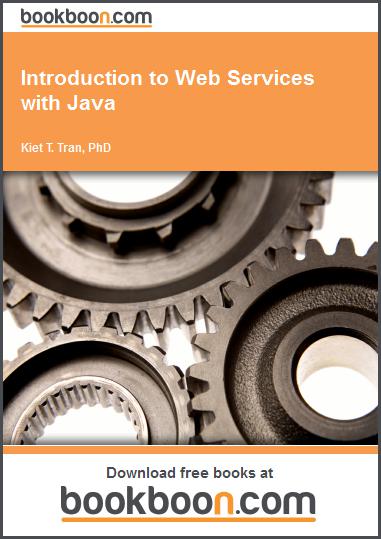 bookboon.com
Introduction to Web Services
with Java
Kiet T. Tran, PhD
Download free books at
bookboon.com